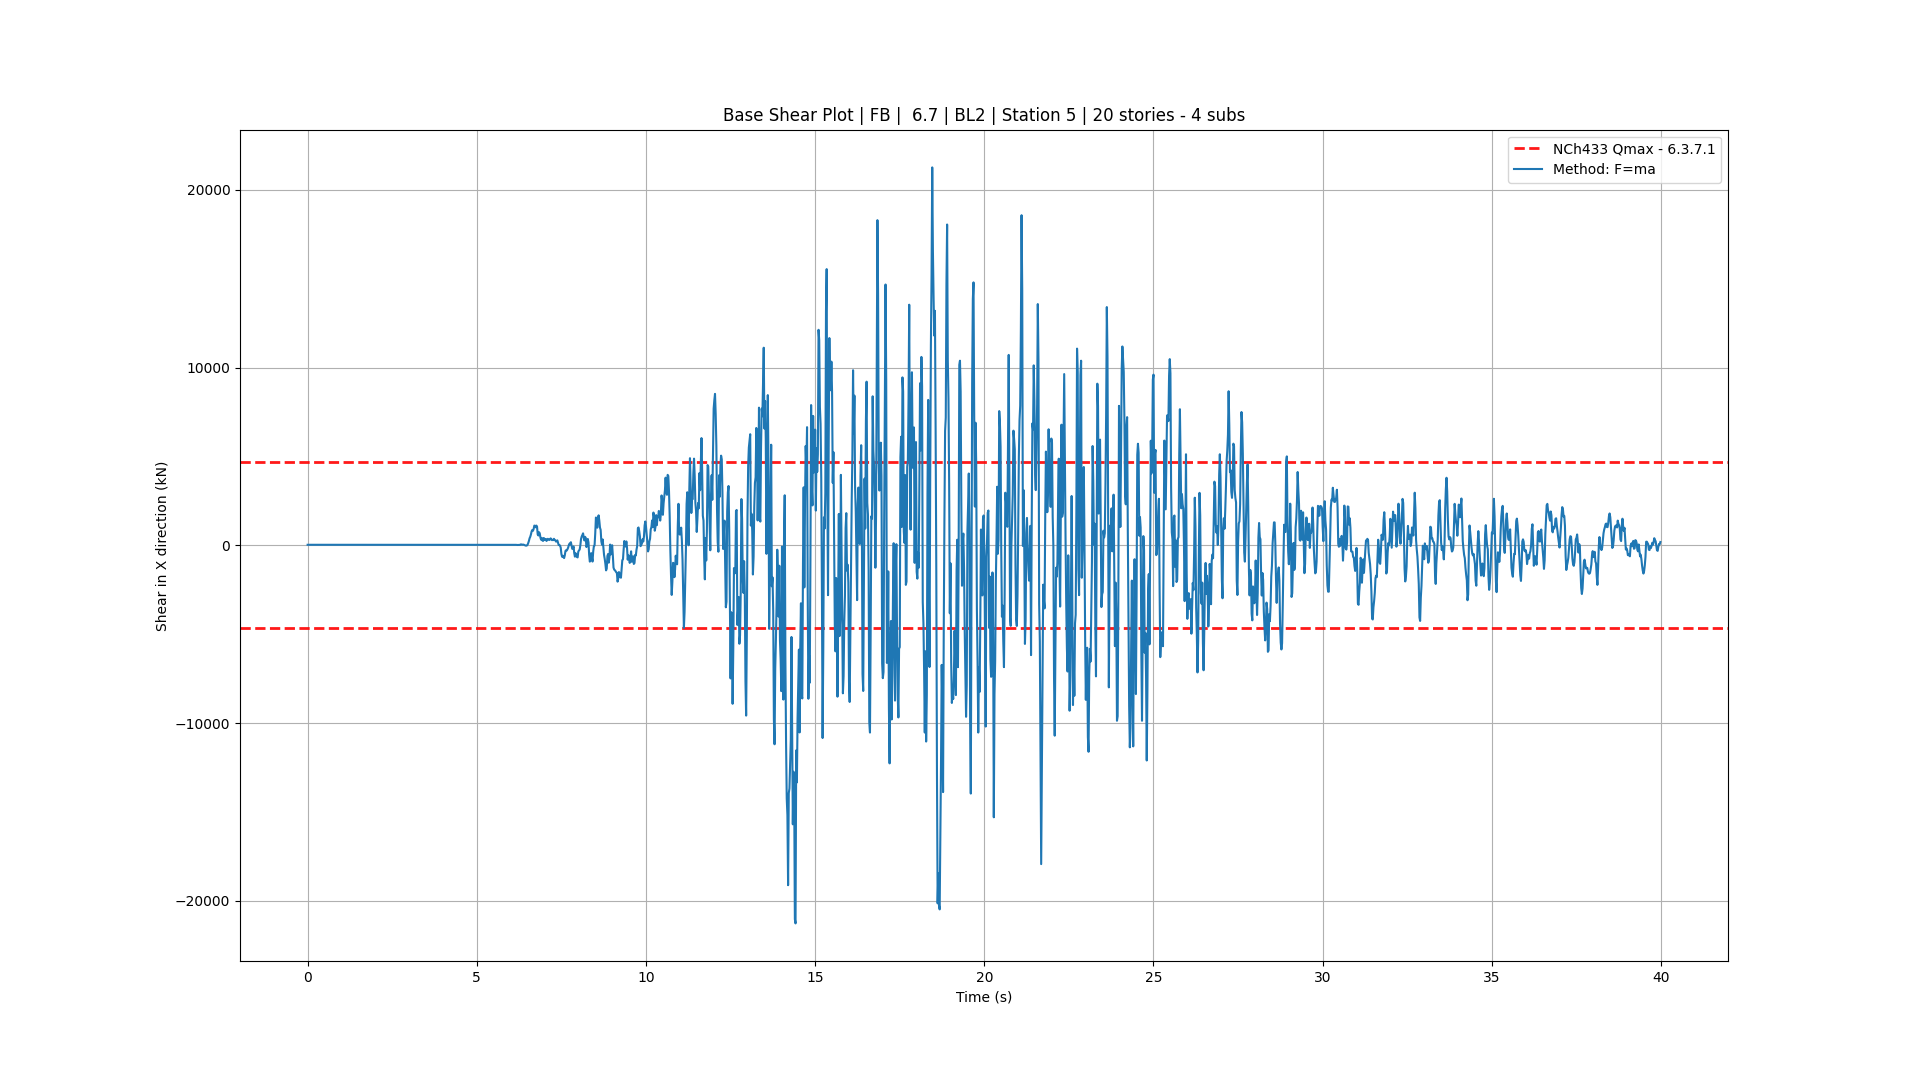 Base Shear Plot | FB |  6.7 | BL2 | Station 5 | 20 stories - 4 subs
NCh433 Qmax - 6.3.7.1
Method: F=ma
Shear in X direction (kN)
20000
10000
0
−10000
−20000
0 5 10 15 20 25 30 35 40
Time (s)